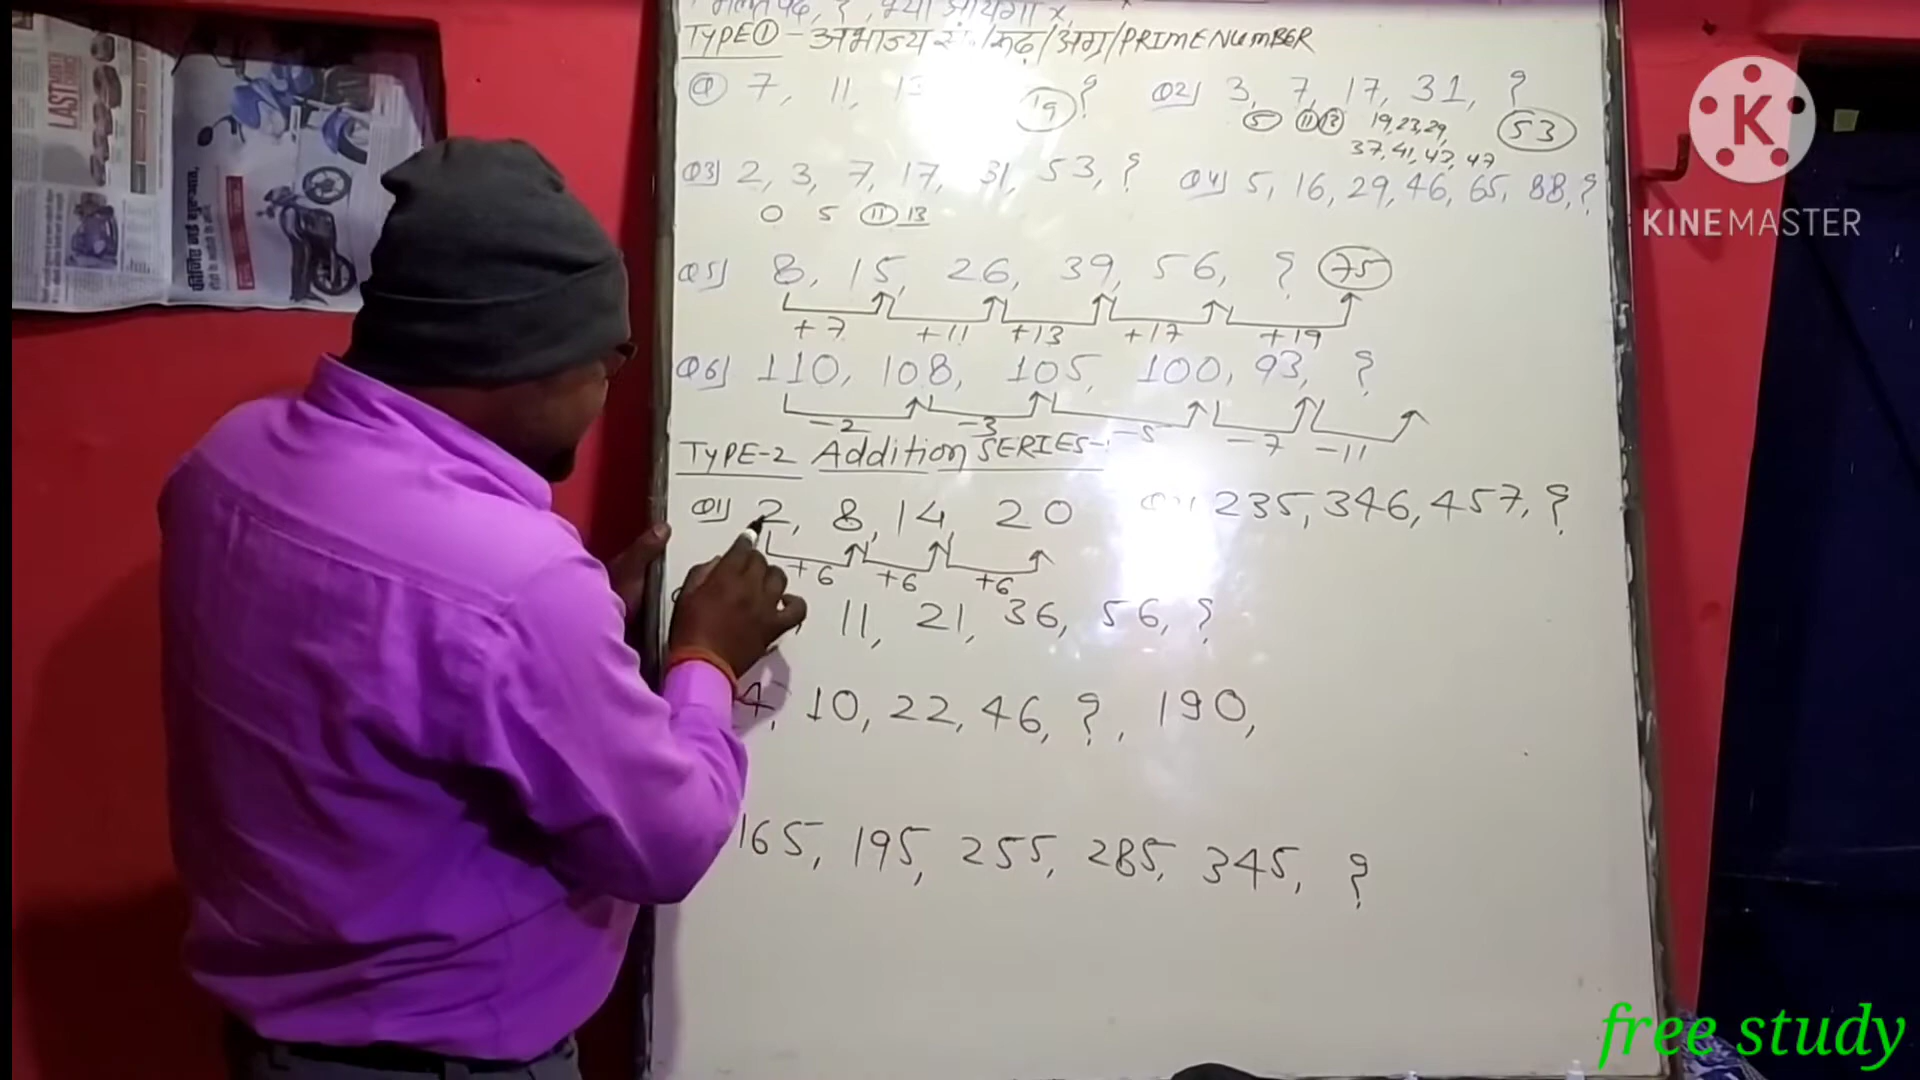 TYPE① - अभाज्य सं./रूढ़/अभा/PRIME NUMBER
7, 11, 13 ?
19
Q2) 3, 7, 17, 31, ?
5 11 13 19, 23, 29,
37, 41, 43, 47
53
Q3) 2, 3, 7, 17, 31, 53, ?
0 5 11 13
Q4) 5, 16, 29, 46, 65, 88, ?
Q5) 8, 15, 26, 39, 56, ? 75
+7 +11 +13 +17 +19
Q6) 110, 108, 105, 100, 93, ?
-2 -3 -5 -7 -11
TYPE-2 Addition SERIES-:
Q1) 2, 8, 14, 20
+6 +6 +6
235, 346, 457, ?
11, 21, 36, 56, ?
4, 10, 22, 46, ?, 190,
165, 195, 255, 285, 345, ?
LAST
K
KINEMASTER
free study